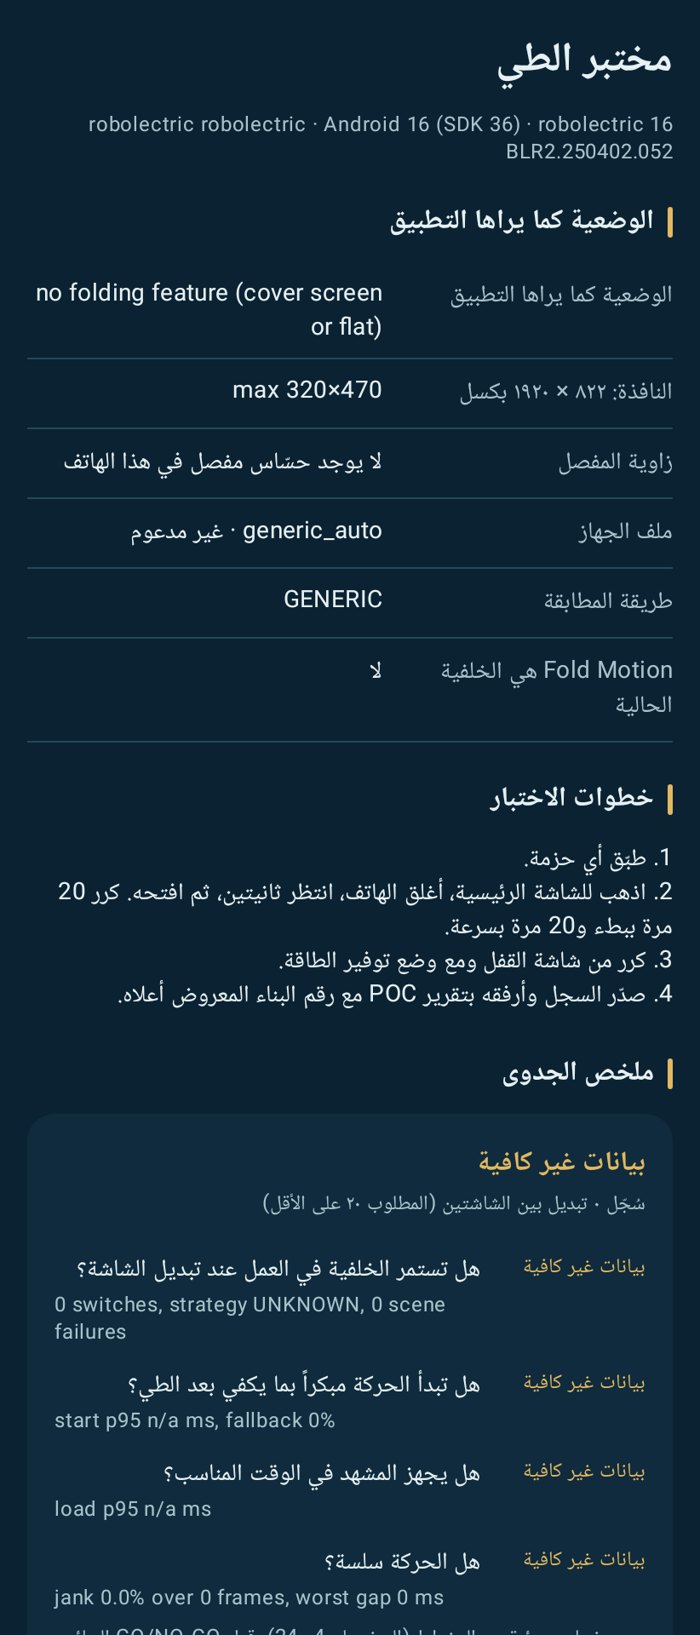 مختبر الطي
robolectric robolectric · Android 16 (SDK 36) · robolectric 16
BLR2.250402.052
الوضعية كما يراها التطبيق
الوضعية كما يراها التطبيق
no folding feature (cover screen
or flat)
النافذة: ٨٢٢ × ١٩٢٠ بكسل
max 320×470
زاوية المفصل
لا يوجد حسّاس مفصل في هذا الهاتف
ملف الجهاز
generic_auto · غير مدعوم
طريقة المطابقة
GENERIC
Fold Motion هي الخلفية
الحالية
لا
خطوات الاختبار
1. طبّق أي حزمة.
2. اذهب للشاشة الرئيسية، أغلق الهاتف، انتظر ثانيتين، ثم افتحه. كرر 20
مرة ببطء و20 مرة بسرعة.
3. كرر من شاشة القفل ومع وضع توفير الطاقة.
4. صدّر السجل وأرفقه بتقرير POC مع رقم البناء المعروض أعلاه.
ملخص الجدوى
بيانات غير كافية
سُجّل ٠ تبديل بين الشاشتين (المطلوب ٢٠ على الأقل)
بيانات غير كافية
هل تستمر الخلفية في العمل عند تبديل الشاشة؟
0 switches, strategy UNKNOWN, 0 scene
failures
بيانات غير كافية
هل تبدأ الحركة مبكراً بما يكفي بعد الطي؟
start p95 n/a ms, fallback 0%
بيانات غير كافية
هل يجهز المشهد في الوقت المناسب؟
load p95 n/a ms
بيانات غير كافية
هل الحركة سلسة؟
jank 0.0% over 0 frames, worst gap 0 ms